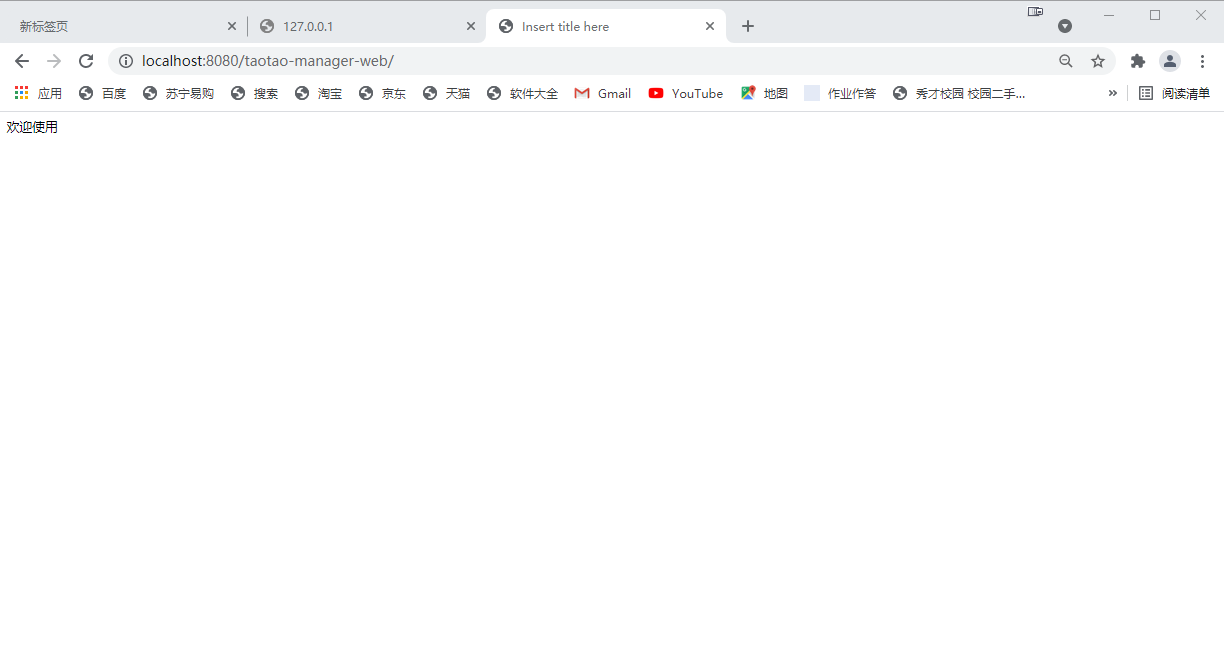 新标签页
127.0.0.1
Insert title here
localhost:8080/taotao-manager-web/
应用 百度 苏宁易购 搜索 淘宝 京东 天猫 软件大全 Gmail YouTube 地图 作业作答 秀才校园 校园二手... » 阅读清单
欢迎使用